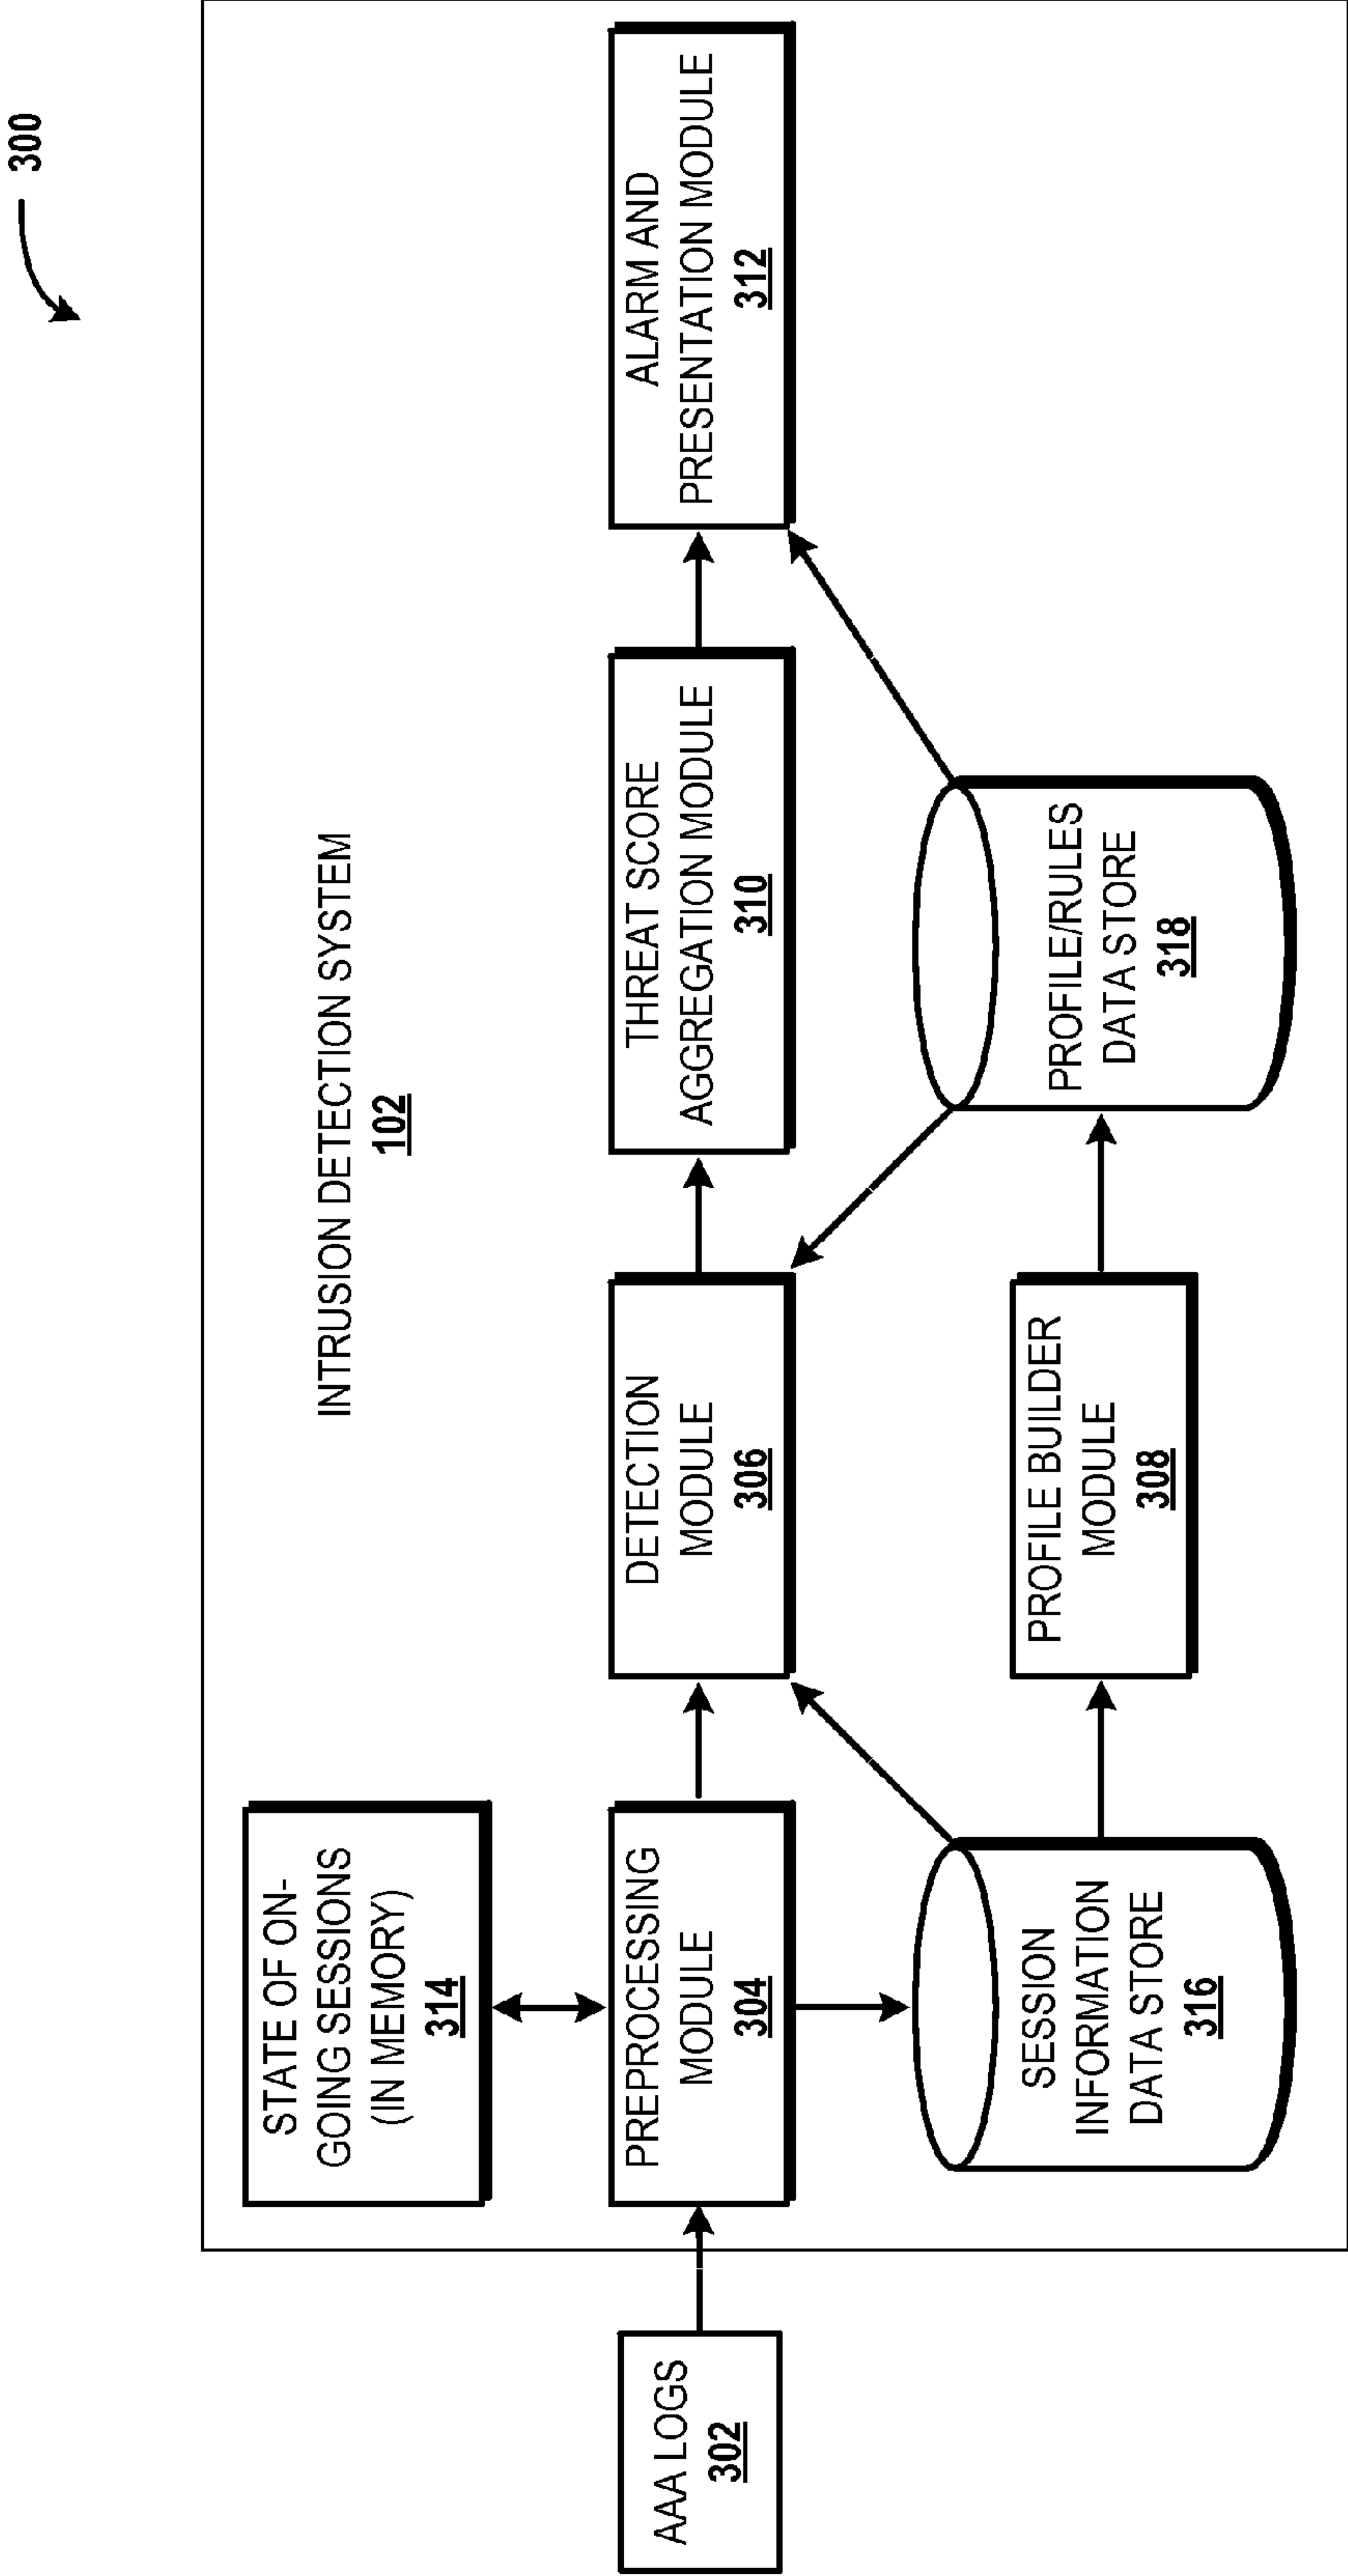 300
INTRUSION DETECTION SYSTEM
102
STATE OF ON-
GOING SESSIONS
(IN MEMORY)
314
AAA LOGS
302
PREPROCESSING
MODULE
304
DETECTION
MODULE
306
THREAT SCORE
AGGREGATION MODULE
310
ALARM AND
PRESENTATION MODULE
312
SESSION
INFORMATION
DATA STORE
316
PROFILE BUILDER
MODULE
308
PROFILE/RULES
DATA STORE
318